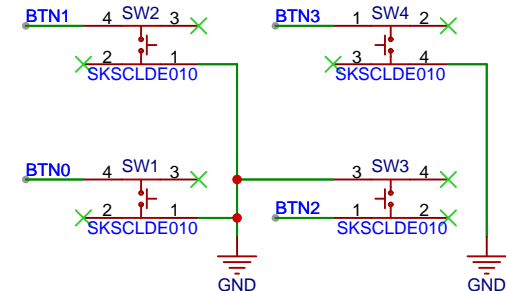 BTN1 4 SW2 3
2 1
SKSCLDE010
BTN3 1 SW4 2
3 4
SKSCLDE010
BTN0 4 SW1 3
2 1
SKSCLDE010
3 SW3 4
BTN2 1 2
SKSCLDE010
GND
GND